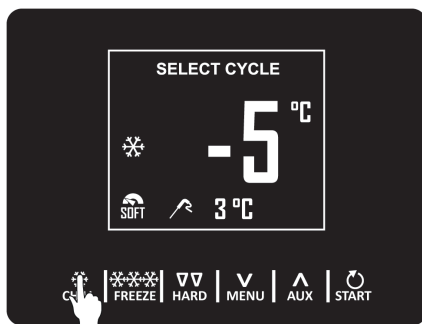 SELECT CYCLE
-5 °C
SOFT 3 °C
FREEZE HARD MENU AUX START